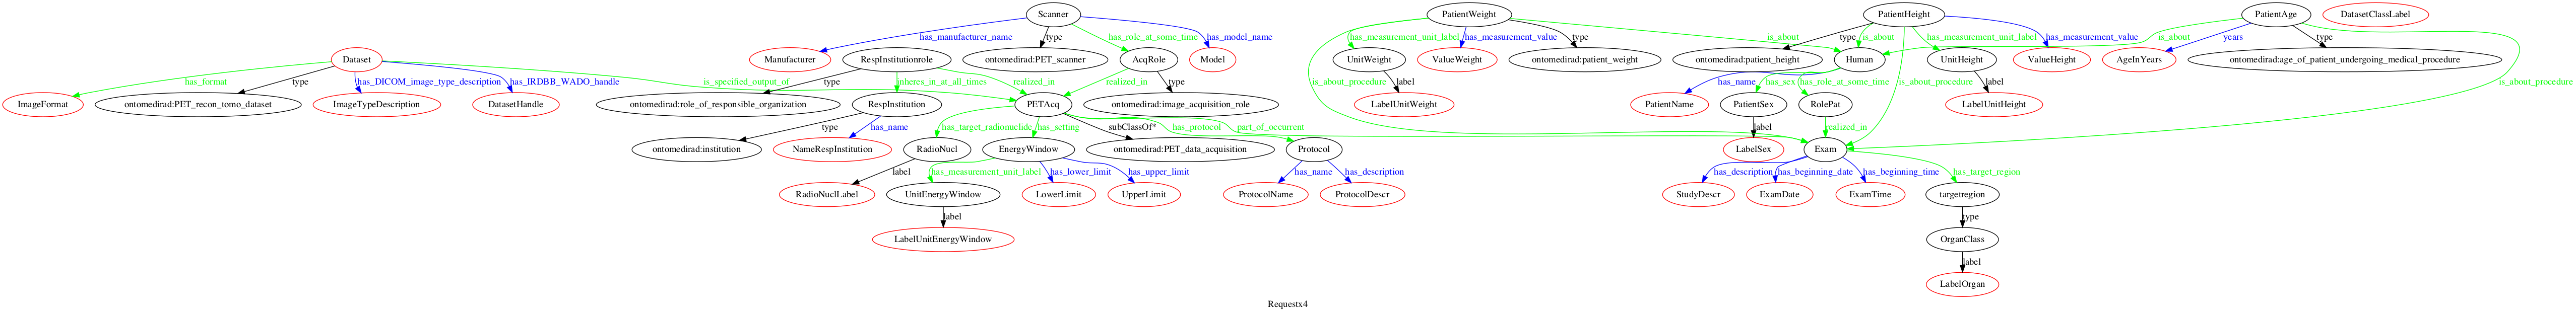 Scanner
PatientWeight
PatientHeight
PatientAge
DatasetClassLabel
has_manufacturer_name
type
has_role_at_some_time
has_model_name
has_measurement_unit_label
has_measurement_value
type
is_about
type
is_about
has_measurement_unit_label
has_measurement_value
is_about
years
type
Dataset
Manufacturer
RespInstitutionrole
ontomedirad:PET_scanner
AcqRole
Model
UnitWeight
ValueWeight
ontomedirad:patient_weight
ontomedirad:patient_height
Human
UnitHeight
ValueHeight
AgeInYears
ontomedirad:age_of_patient_undergoing_medical_procedure
has_format
type
has_DICOM_image_type_description
has_IRDBB_WADO_handle
is_specified_output_of
type
inheres_in_at_all_times
realized_in
realized_in
type
is_about_procedure
label
has_name
has_sex
has_role_at_some_time
is_about_procedure
label
is_about_procedure
ImageFormat
ontomedirad:PET_recon_tomo_dataset
ImageTypeDescription
DatasetHandle
ontomedirad:role_of_responsible_organization
RespInstitution
PETAcq
ontomedirad:image_acquisition_role
LabelUnitWeight
PatientName
PatientSex
RolePat
LabelUnitHeight
type
has_name
has_target_radionuclide
has_setting
subClassOf*
has_protocol
part_of_occurrent
label
realized_in
ontomedirad:institution
NameRespInstitution
RadioNucl
EnergyWindow
ontomedirad:PET_data_acquisition
Protocol
LabelSex
Exam
label
has_measurement_unit_label
has_lower_limit
has_upper_limit
has_name
has_description
has_description
has_beginning_date
has_beginning_time
has_target_region
RadioNuclLabel
UnitEnergyWindow
LowerLimit
UpperLimit
ProtocolName
ProtocolDescr
StudyDescr
ExamDate
ExamTime
targetregion
label
type
LabelUnitEnergyWindow
OrganClass
label
LabelOrgan
Requestx4